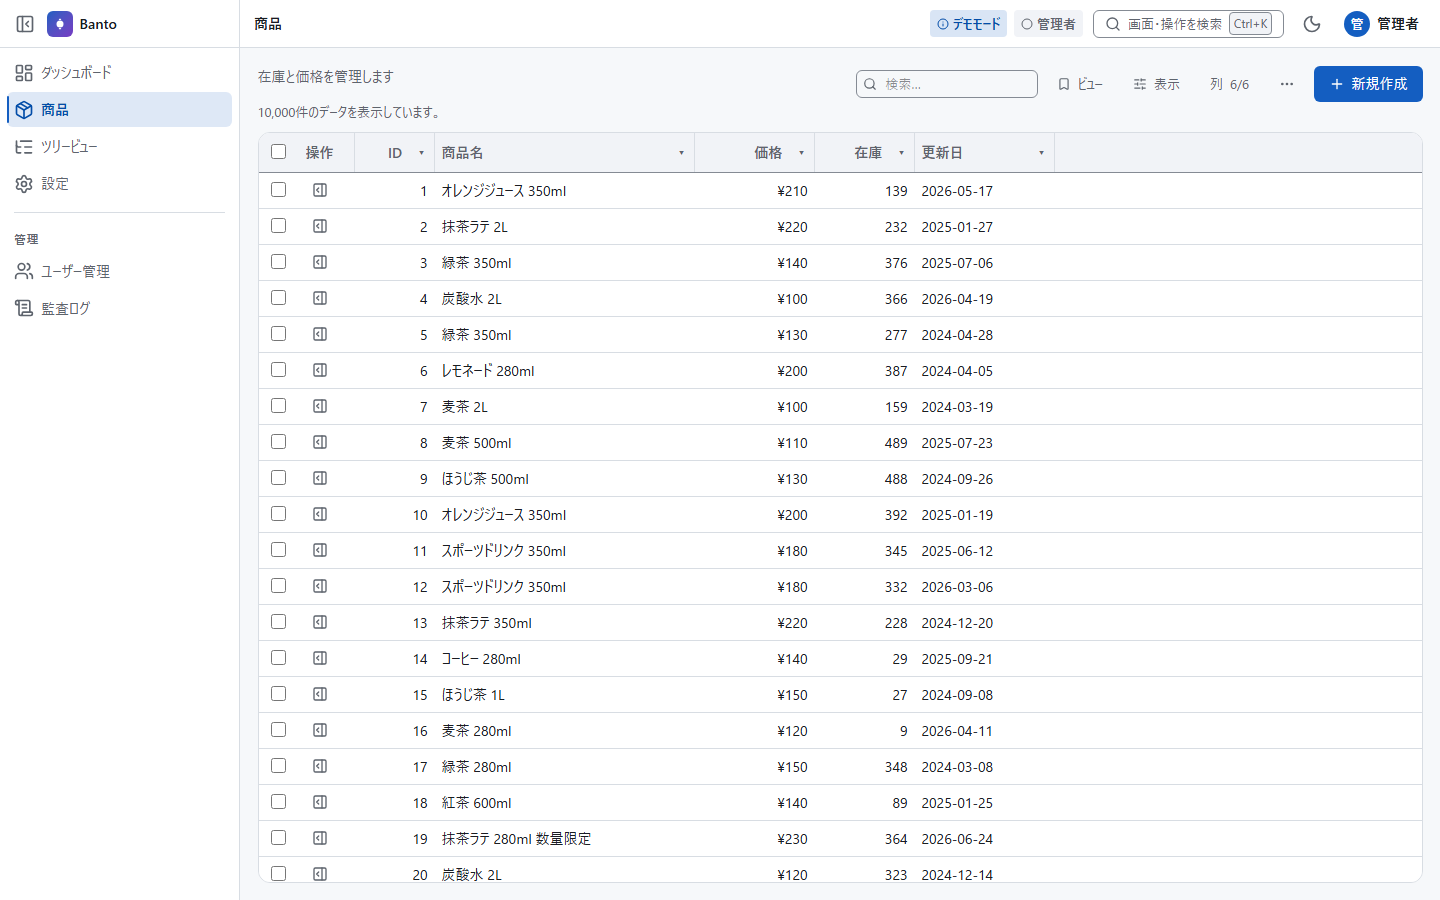 Banto
商品
デモモード
管理者
画面・操作を検索 Ctrl+K
管 管理者
ダッシュボード
商品
ツリービュー
設定
管理
ユーザー管理
監査ログ
在庫と価格を管理します
検索...
ビュー
表示
列 6/6
新規作成
10,000件のデータを表示しています。
操作 ID 商品名 価格 在庫 更新日
1 オレンジジュース 350ml ¥210 139 2026-05-17
2 抹茶ラテ 2L ¥220 232 2025-01-27
3 緑茶 350ml ¥140 376 2025-07-06
4 炭酸水 2L ¥100 366 2026-04-19
5 緑茶 350ml ¥130 277 2024-04-28
6 レモネード 280ml ¥200 387 2024-04-05
7 麦茶 2L ¥100 159 2024-03-19
8 麦茶 500ml ¥110 489 2025-07-23
9 ほうじ茶 500ml ¥130 488 2024-09-26
10 オレンジジュース 350ml ¥200 392 2025-01-19
11 スポーツドリンク 350ml ¥180 345 2025-06-12
12 スポーツドリンク 350ml ¥180 332 2026-03-06
13 抹茶ラテ 350ml ¥220 228 2024-12-20
14 コーヒー 280ml ¥140 29 2025-09-21
15 ほうじ茶 1L ¥150 27 2024-09-08
16 麦茶 280ml ¥120 9 2026-04-11
17 緑茶 280ml ¥150 348 2024-03-08
18 紅茶 600ml ¥140 89 2025-01-25
19 抹茶ラテ 280ml 数量限定 ¥230 364 2026-06-24
20 炭酸水 2L ¥120 323 2024-12-14